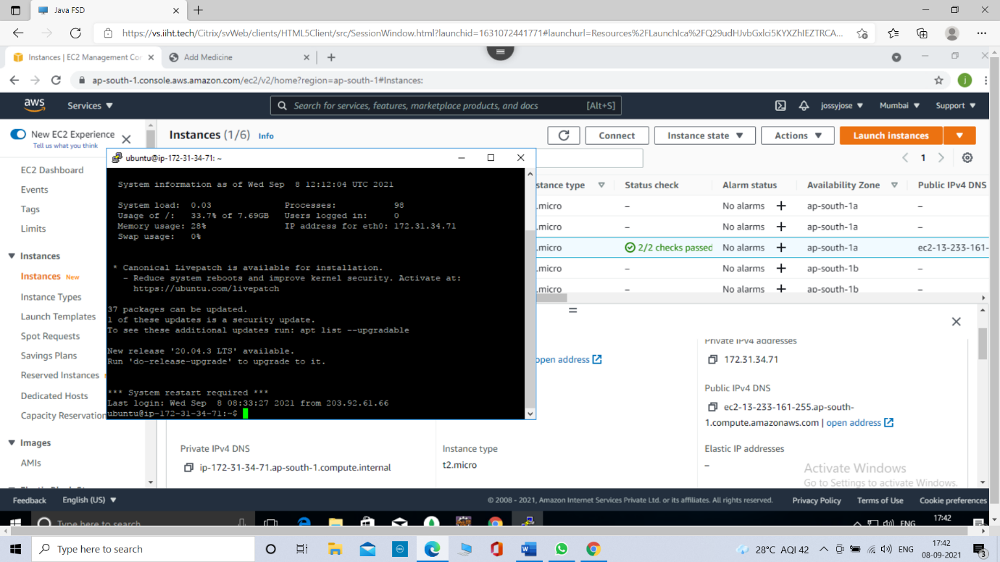 Java FSD
https://vs.iiht.tech/Citrix/svWeb/clients/HTML5Client/src/SessionWindow.html?launchid=1631072441771#launchurl=Resources%2FLaunchIca%2FQ29udHJvbGxlci5KYXZhIEZTRCA...
Instances | EC2 Management Con
Add Medicine
ap-south-1.console.aws.amazon.com/ec2/v2/home?region=ap-south-1#Instances:
j
aws
Services
Search for services, features, marketplace products, and docs
[Alt+S]
jossyjose
Mumbai
Support
New EC2 Experience
Tell us what you think
Instances (1/6)
Info
Connect
Instance state
Actions
Launch instances
1
EC2 Dashboard
Events
Tags
Limits
Instances
Instances New
Instance Types
Launch Templates
Spot Requests
Savings Plans
Reserved Instances
Dedicated Hosts
Capacity Reservation
Images
AMIs
ubuntu@ip-172-31-34-71: ~
System information as of Wed Sep 8 12:12:04 UTC 2021
System load: 0.03 Processes: 98
Usage of /: 33.7% of 7.69GB Users logged in: 0
Memory usage: 28% IP address for eth0: 172.31.34.71
Swap usage: 0%
* Canonical Livepatch is available for installation.
- Reduce system reboots and improve kernel security. Activate at:
https://ubuntu.com/livepatch
37 packages can be updated.
1 of these updates is a security update.
To see these additional updates run: apt list --upgradable
New release '20.04.3 LTS' available.
Run 'do-release-upgrade' to upgrade to it.
*** System restart required ***
Last login: Wed Sep 8 08:33:27 2021 from 203.92.61.66
ubuntu@ip-172-31-34-71:~$
stance type Status check Alarm status Availability Zone Public IPv4 DNS
.micro – No alarms + ap-south-1a –
.micro – No alarms + ap-south-1a –
.micro 2/2 checks passed No alarms + ap-south-1a ec2-13-233-161-
.micro – No alarms + ap-south-1b –
.micro – No alarms + ap-south-1b –
Private IPv4 addresses
open address
172.31.34.71
Public IPv4 DNS
ec2-13-233-161-255.ap-south-
1.compute.amazonaws.com | open address
Private IPv4 DNS
ip-172-31-34-71.ap-south-1.compute.internal
Instance type
t2.micro
Elastic IP addresses
–
Activate Windows
Go to Settings to activate Windows.
Feedback
English (US)
© 2008 - 2021, Amazon Internet Services Private Ltd. or its affiliates. All rights reserved.
Privacy Policy
Terms of Use
Cookie preferences
Type here to search
ENG
17:42
Type here to search
28°C AQI 42
ENG
17:42
08-09-2021
3